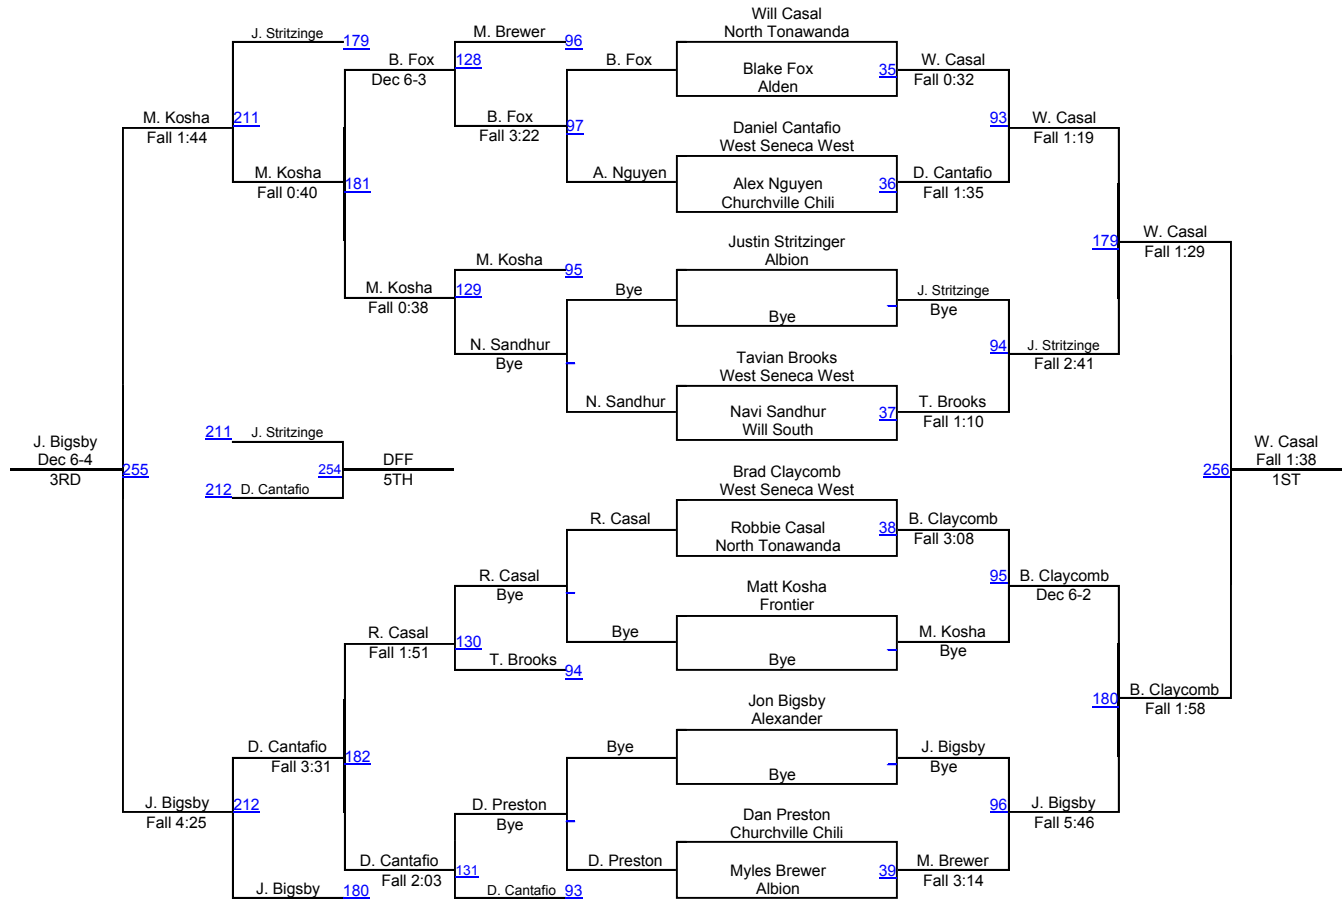 Will Casal
North Tonawanda
J. Stritzinge
179
M. Brewer
96
B. Fox
Dec 6-3
128
B. Fox
Blake Fox
Alden
35
W. Casal
Fall 0:32
M. Kosha
Fall 1:44
211
B. Fox
Fall 3:22
97
Daniel Cantafio
West Seneca West
93
W. Casal
Fall 1:19
M. Kosha
Fall 0:40
181
A. Nguyen
Alex Nguyen
Churchville Chili
36
D. Cantafio
Fall 1:35
Justin Stritzinger
Albion
179
W. Casal
Fall 1:29
M. Kosha
95
M. Kosha
Fall 0:38
129
Bye
Bye
J. Stritzinge
Bye
N. Sandhur
Bye
Tavian Brooks
West Seneca West
94
J. Stritzinge
Fall 2:41
N. Sandhur
Navi Sandhur
Will South
37
T. Brooks
Fall 1:10
J. Bigsby
Dec 6-4
3RD
255
211
J. Stritzinge
254
DFF
5TH
212
D. Cantafio
Brad Claycomb
West Seneca West
256
W. Casal
Fall 1:38
1ST
R. Casal
Robbie Casal
North Tonawanda
38
B. Claycomb
Fall 3:08
R. Casal
Bye
Matt Kosha
Frontier
95
B. Claycomb
Dec 6-2
R. Casal
Fall 1:51
130
Bye
Bye
M. Kosha
Bye
T. Brooks
94
Jon Bigsby
Alexander
180
B. Claycomb
Fall 1:58
D. Cantafio
Fall 3:31
182
Bye
Bye
J. Bigsby
Bye
J. Bigsby
Fall 4:25
212
D. Preston
Bye
Dan Preston
Churchville Chili
96
J. Bigsby
Fall 5:46
D. Cantafio
Fall 2:03
131
D. Preston
Myles Brewer
Albion
39
M. Brewer
Fall 3:14
J. Bigsby
180
D. Cantafio
93